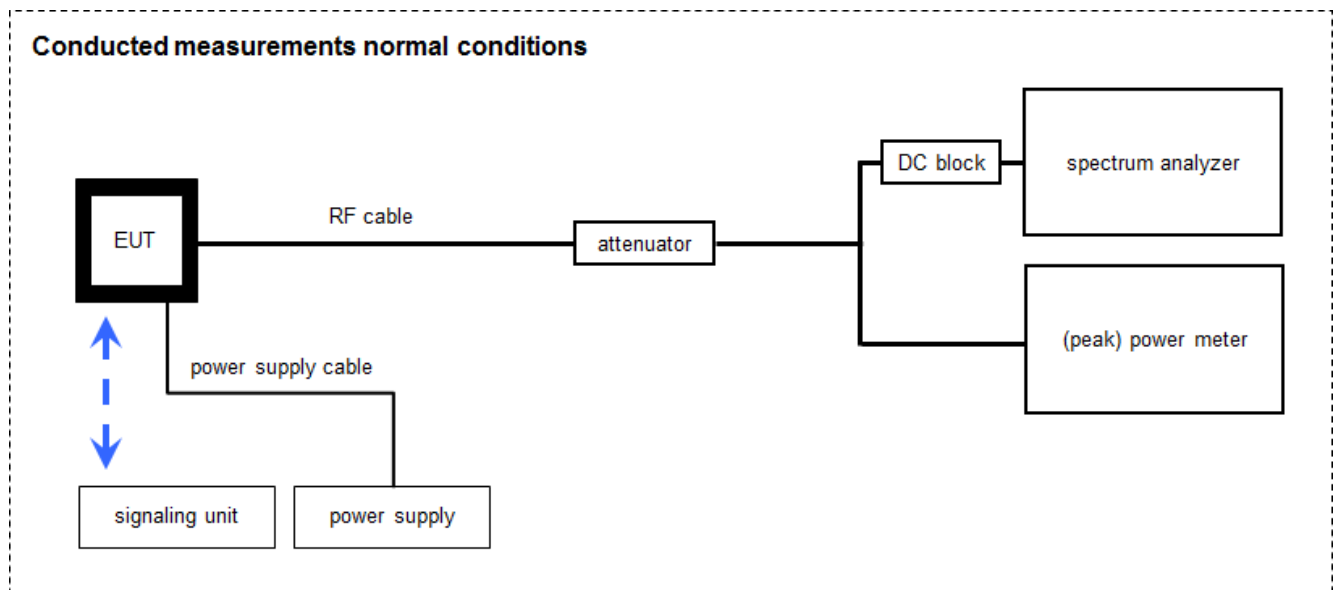 Conducted measurements normal conditions
DC block
spectrum analyzer
RF cable
EUT
attenuator
(peak) power meter
power supply cable
signaling unit
power supply